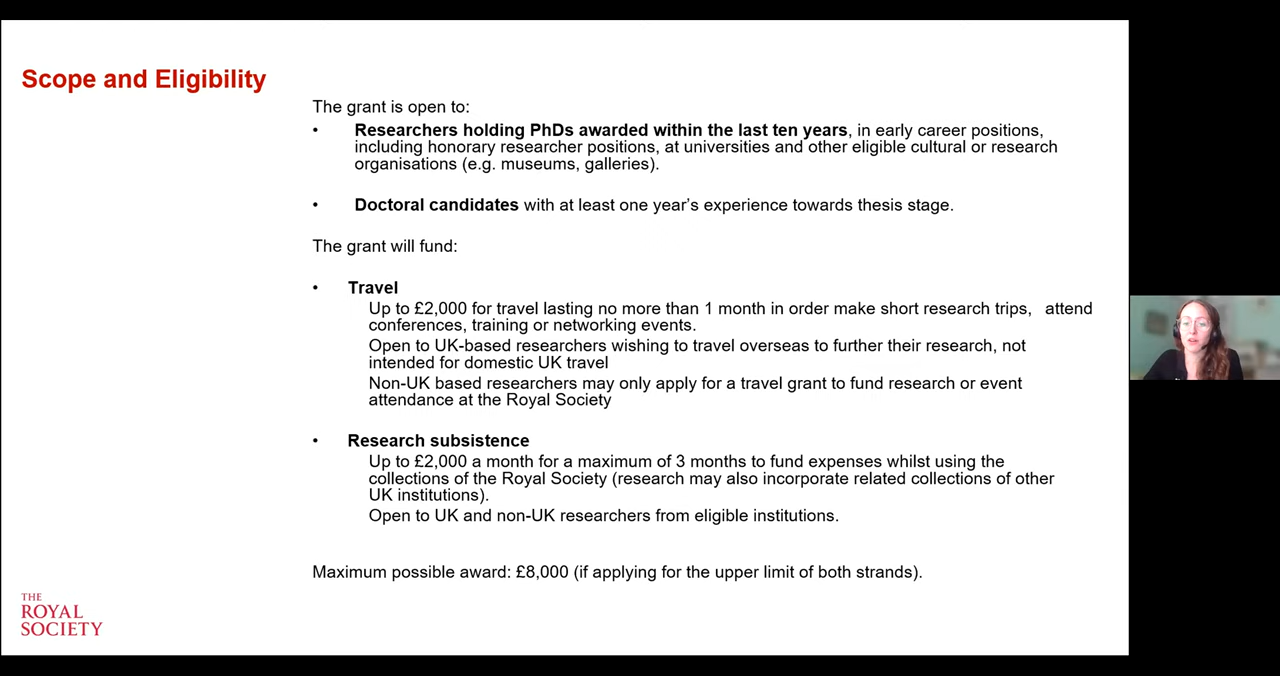 Scope and Eligibility
The grant is open to:
• Researchers holding PhDs awarded within the last ten years, in early career positions,
including honorary researcher positions, at universities and other eligible cultural or research
organisations (e.g. museums, galleries).
• Doctoral candidates with at least one year's experience towards thesis stage.
The grant will fund:
• Travel
Up to £2,000 for travel lasting no more than 1 month in order make short research trips, attend
conferences, training or networking events.
Open to UK-based researchers wishing to travel overseas to further their research, not
intended for domestic UK travel
Non-UK based researchers may only apply for a travel grant to fund research or event
attendance at the Royal Society
• Research subsistence
Up to £2,000 a month for a maximum of 3 months to fund expenses whilst using the
collections of the Royal Society (research may also incorporate related collections of other
UK institutions).
Open to UK and non-UK researchers from eligible institutions.
Maximum possible award: £8,000 (if applying for the upper limit of both strands).
THE
ROYAL
SOCIETY